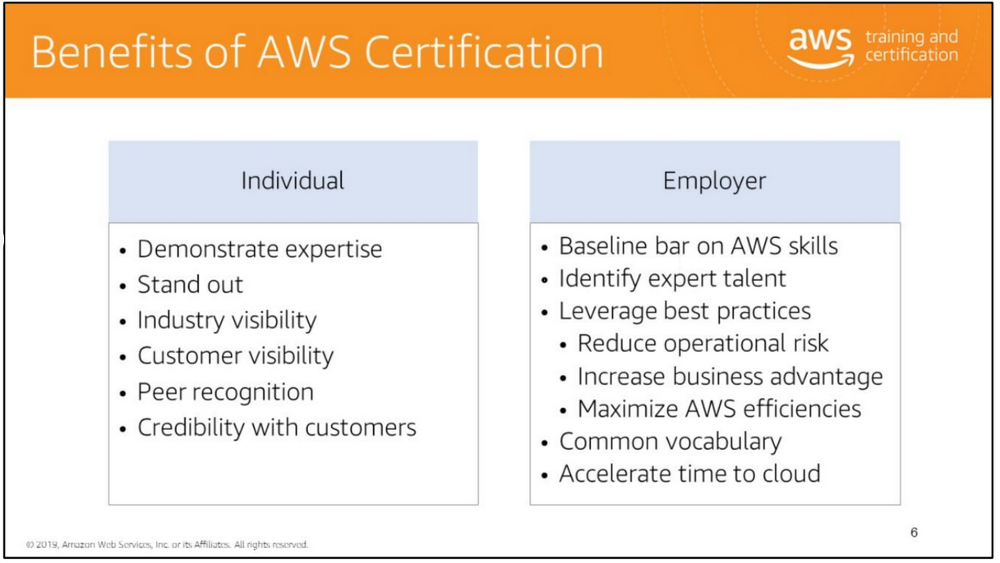 Benefits of AWS Certification
aws training and
certification
Individual
• Demonstrate expertise
• Stand out
• Industry visibility
• Customer visibility
• Peer recognition
• Credibility with customers
Employer
• Baseline bar on AWS skills
• Identify expert talent
• Leverage best practices
• Reduce operational risk
• Increase business advantage
• Maximize AWS efficiencies
• Common vocabulary
• Accelerate time to cloud
© 2019, Amazon Web Services, Inc. or its Affiliates. All rights reserved.
6